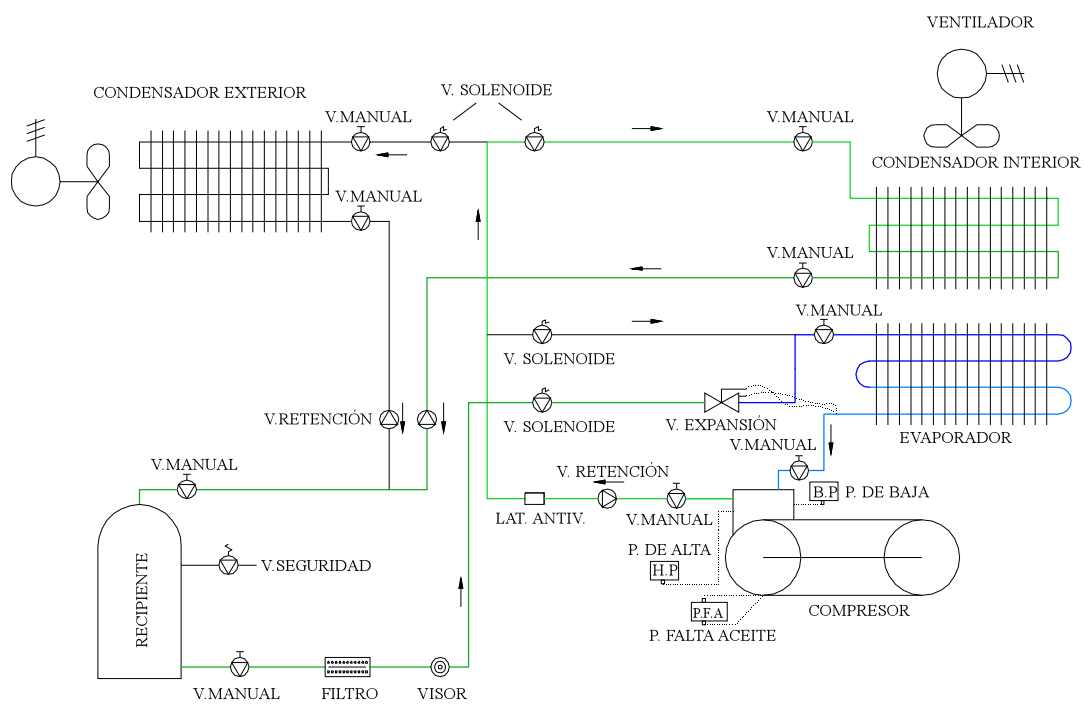 VENTILADOR
CONDENSADOR EXTERIOR
V. SOLENOIDE
V.MANUAL
V.MANUAL
CONDENSADOR INTERIOR
V.MANUAL
V.MANUAL
V.MANUAL
V. SOLENOIDE
V.RETENCIÓN
V. SOLENOIDE
V. EXPANSIÓN
EVAPORADOR
V.MANUAL
V.MANUAL
V. RETENCIÓN
B.P
P. DE BAJA
LAT. ANTIV.
V.MANUAL
P. DE ALTA
H.P
V.SEGURIDAD
RECIPIENTE
P.F.A
COMPRESOR
P. FALTA ACEITE
V.MANUAL
FILTRO
VISOR